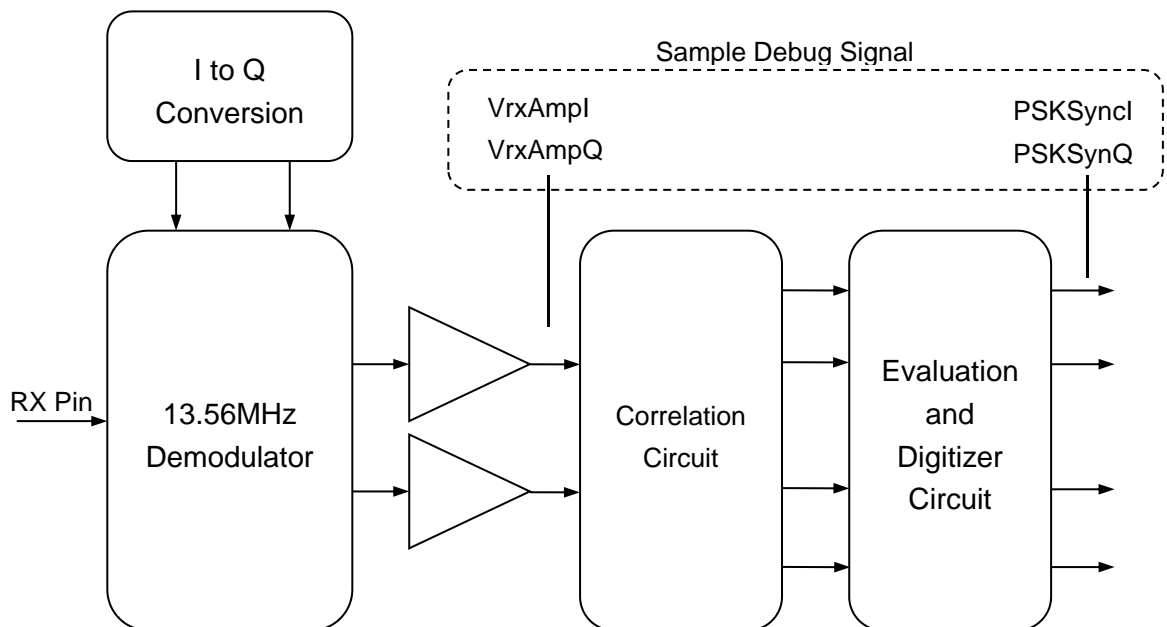 I to Q
Conversion
Sample Debug Signal
VrxAmpI
VrxAmpQ
PSKSyncI
PSKSynQ
RX Pin
13.56MHz
Demodulator
Correlation
Circuit
Evaluation
and
Digitizer
Circuit